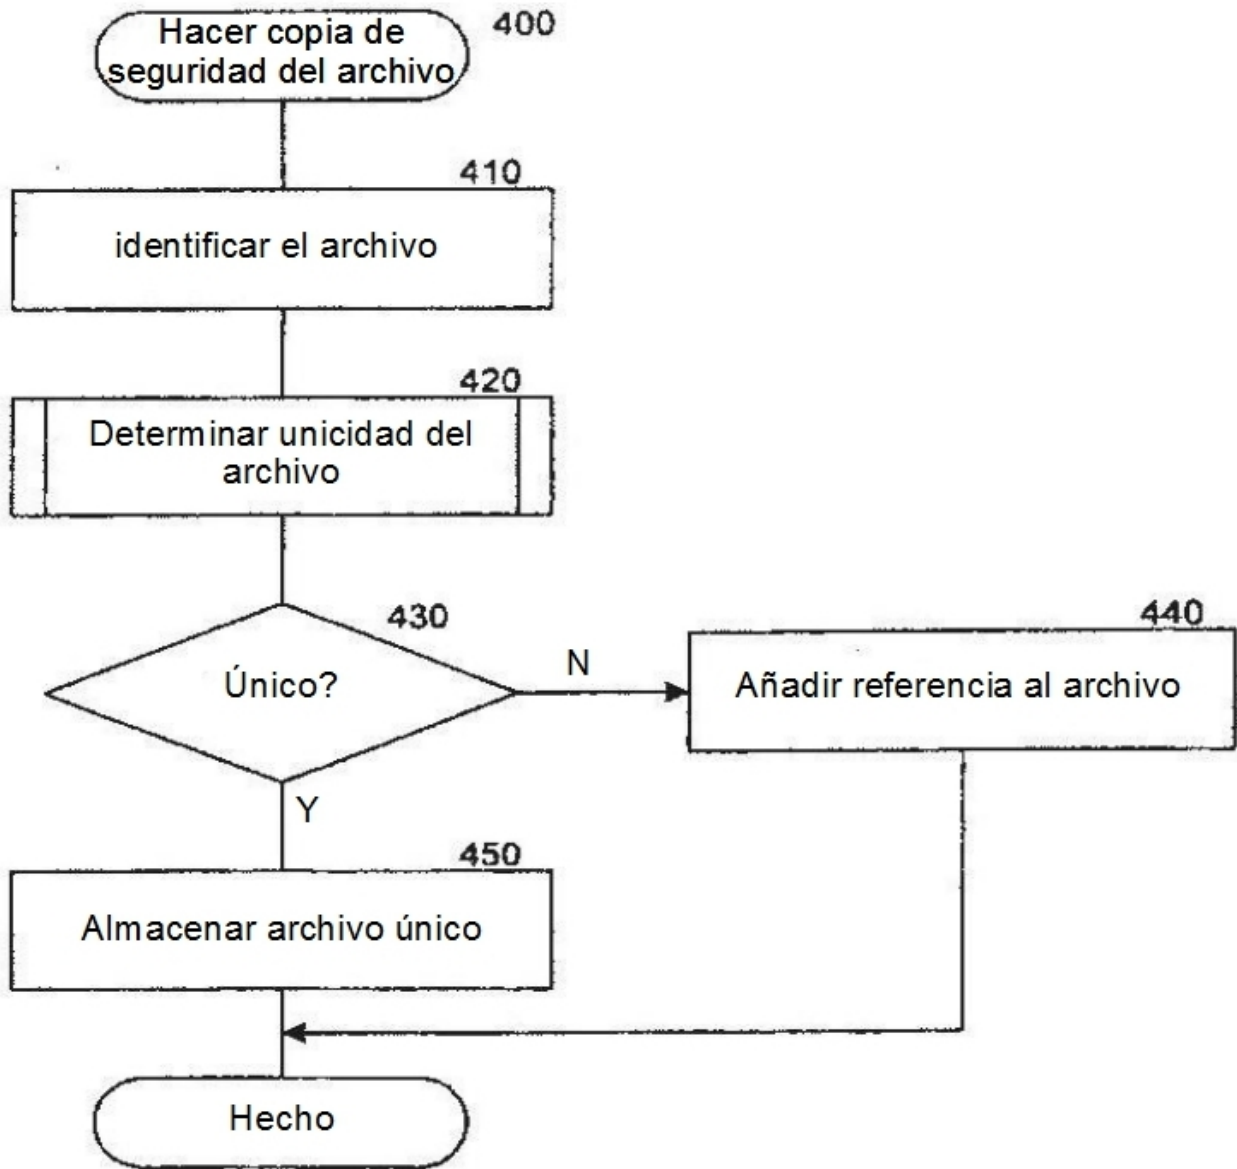 Hacer copia de
400
seguridad del archivo
410
identificar el archivo
420
Determinar unicidad del
archivo
430
Único?
N
440
Añadir referencia al archivo
Y
450
Almacenar archivo único
Hecho